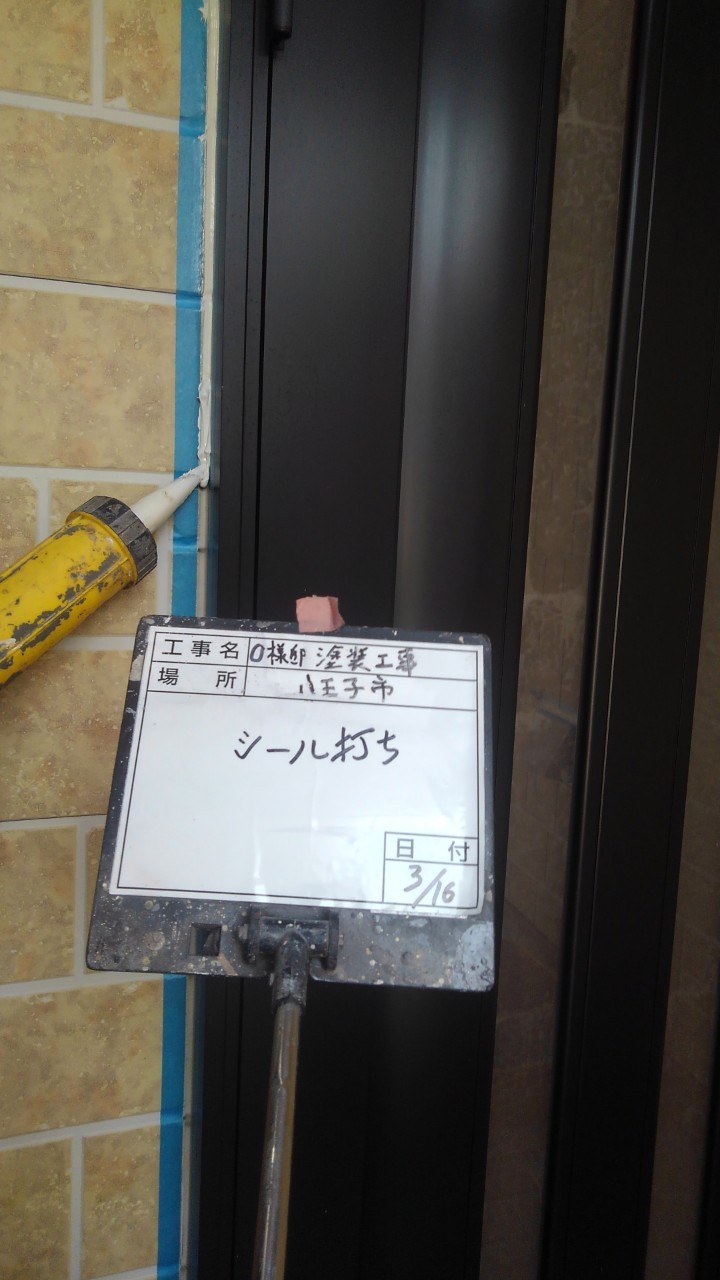 工事名 O様邸 塗装工事
場所 八王子市
シール打ち
日付
3/16